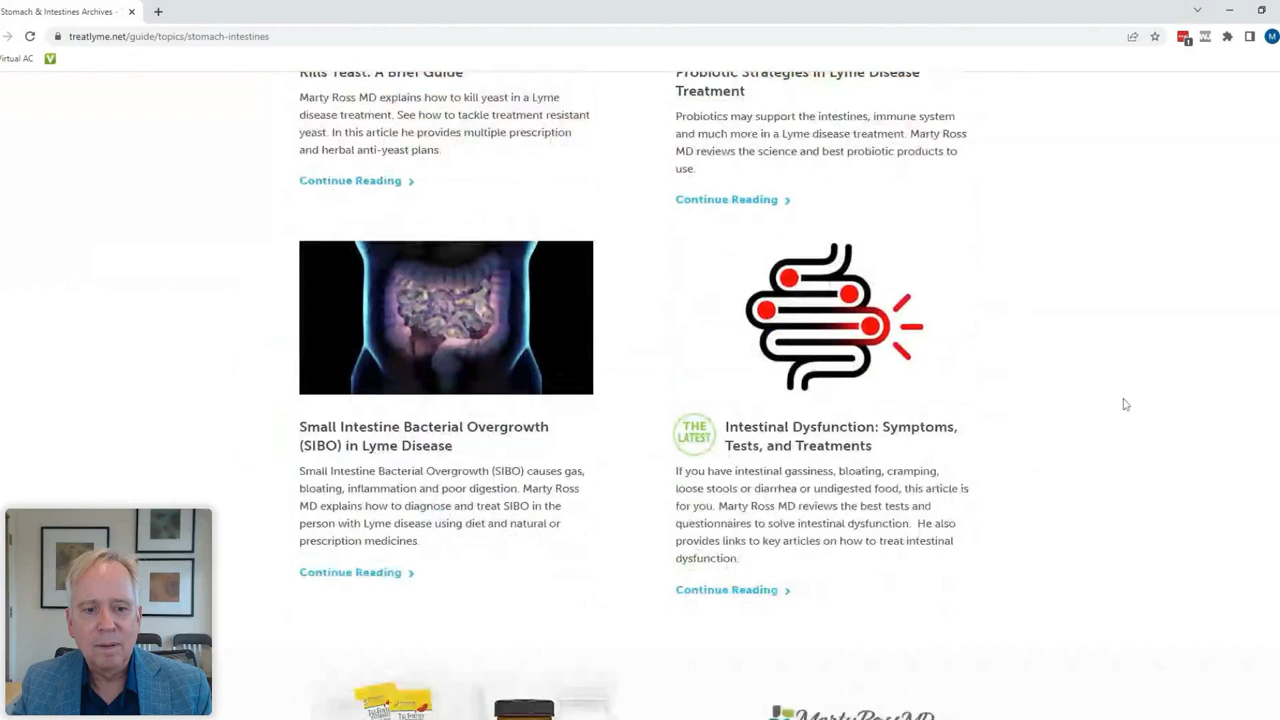 Stomach & Intestines Archives -
treatlyme.net/guide/topics/stomach-intestines
Virtual AC
Kills Yeast: A Brief Guide
Marty Ross MD explains how to kill yeast in a Lyme
disease treatment. See how to tackle treatment resistant
yeast. In this article he provides multiple prescription
and herbal anti-yeast plans.
Continue Reading
Probiotic Strategies in Lyme Disease
Treatment
Probiotics may support the intestines, immune system
and much more in a Lyme disease treatment. Marty Ross
MD reviews the science and best probiotic products to
use.
Continue Reading
Small Intestine Bacterial Overgrowth
(SIBO) in Lyme Disease
Small Intestine Bacterial Overgrowth (SIBO) causes gas,
bloating, inflammation and poor digestion. Marty Ross
MD explains how to diagnose and treat SIBO in the
person with Lyme disease using diet and natural or
prescription medicines.
Continue Reading
THE
LATEST
Intestinal Dysfunction: Symptoms,
Tests, and Treatments
If you have intestinal gassiness, bloating, cramping,
loose stools or diarrhea or undigested food, this article is
for you. Marty Ross MD reviews the best tests and
questionnaires to solve intestinal dysfunction. He also
provides links to key articles on how to treat intestinal
dysfunction.
Continue Reading
MartyRossMD